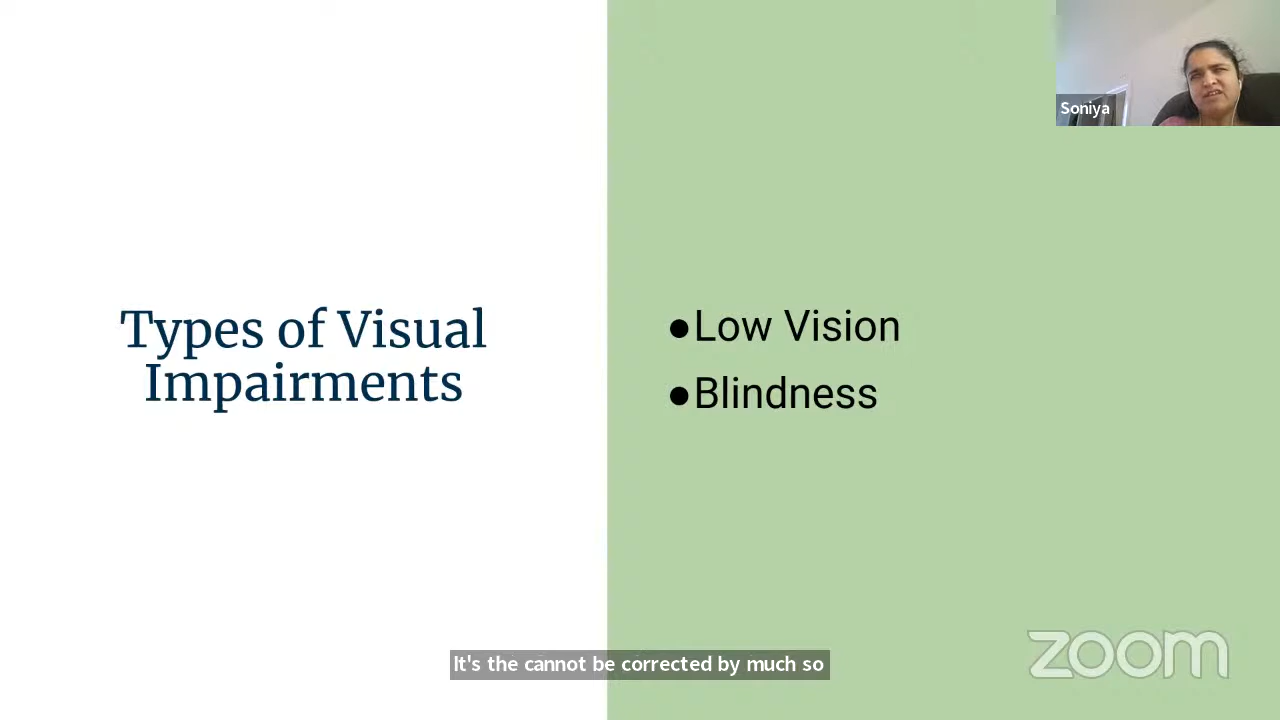 Soniya
Types of Visual
Impairments
●Low Vision
●Blindness
It's the cannot be corrected by much so
zoom